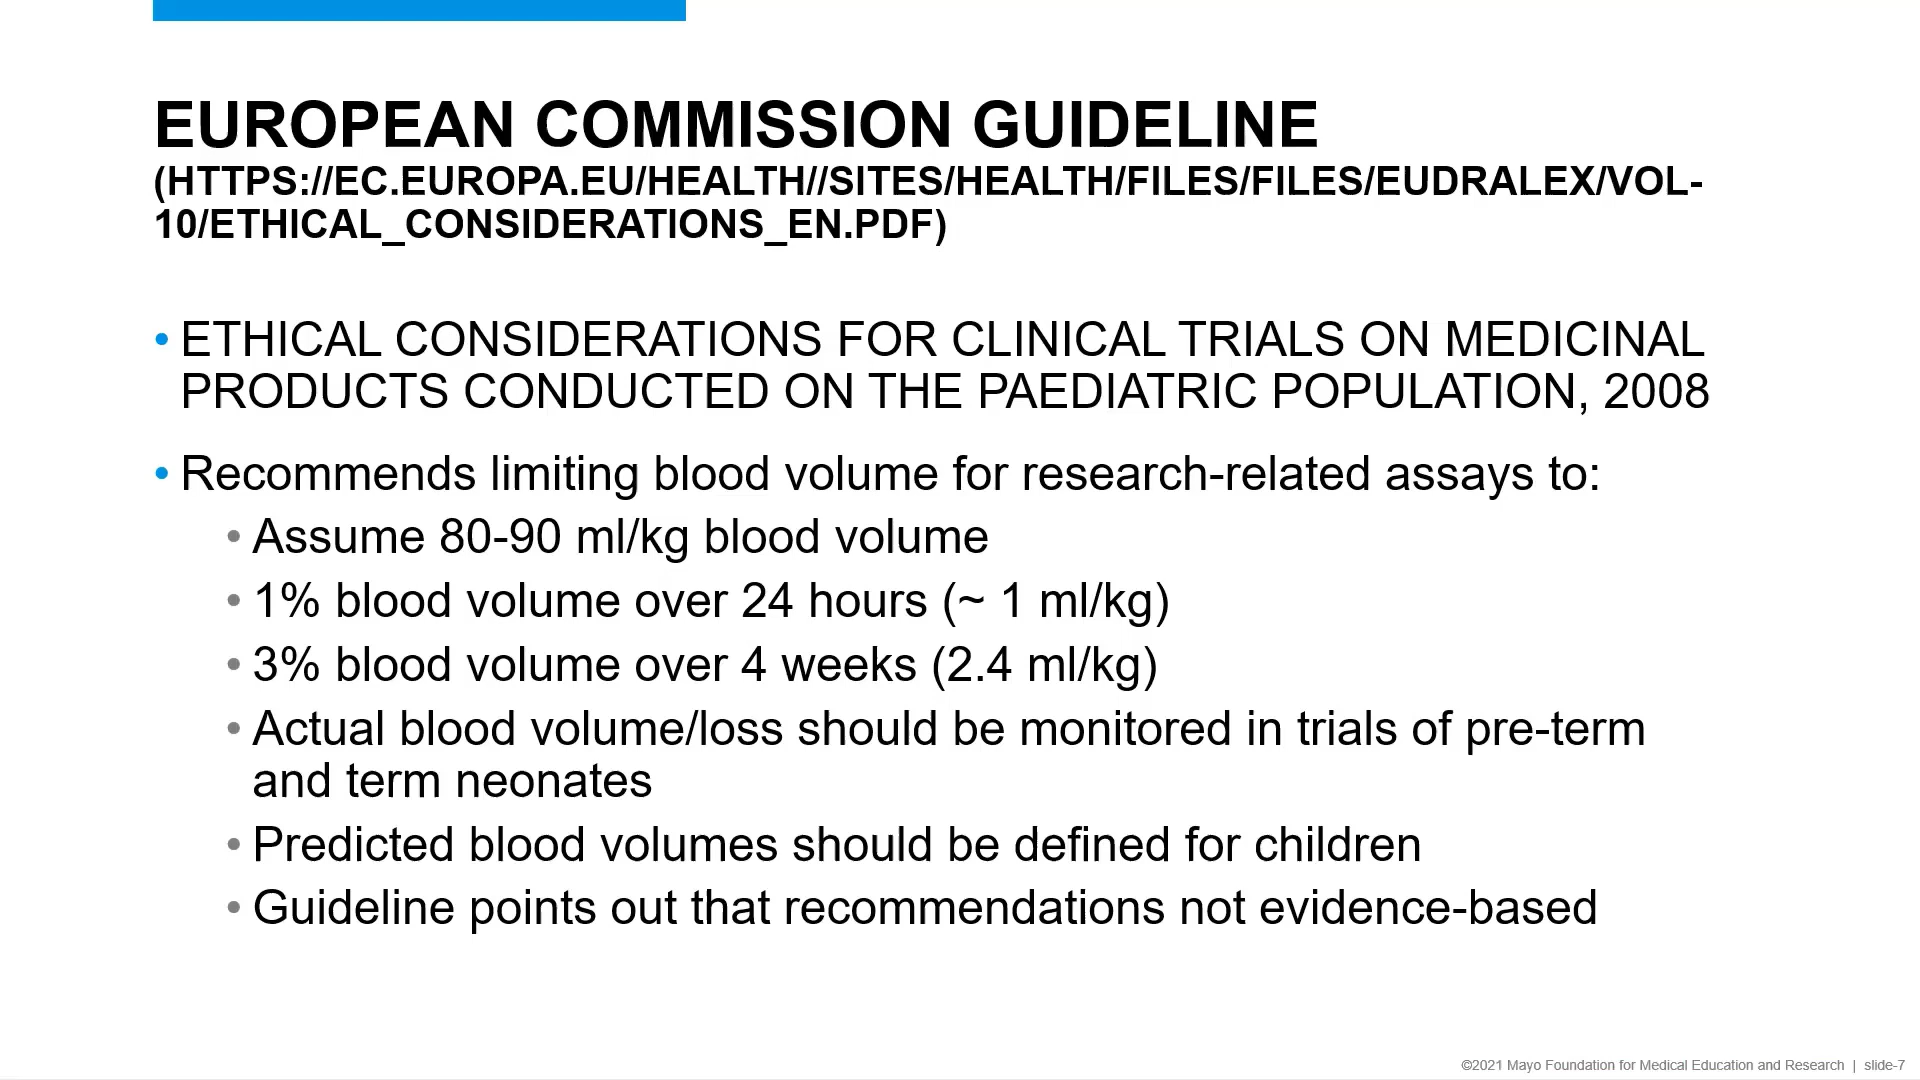 EUROPEAN COMMISSION GUIDELINE
(HTTPS://EC.EUROPA.EU/HEALTH//SITES/HEALTH/FILES/FILES/EUDRALEX/VOL-
10/ETHICAL_CONSIDERATIONS_EN.PDF)
• ETHICAL CONSIDERATIONS FOR CLINICAL TRIALS ON MEDICINAL
PRODUCTS CONDUCTED ON THE PAEDIATRIC POPULATION, 2008
• Recommends limiting blood volume for research-related assays to:
• Assume 80-90 ml/kg blood volume
• 1% blood volume over 24 hours (~ 1 ml/kg)
• 3% blood volume over 4 weeks (2.4 ml/kg)
• Actual blood volume/loss should be monitored in trials of pre-term
and term neonates
• Predicted blood volumes should be defined for children
• Guideline points out that recommendations not evidence-based
©2021 Mayo Foundation for Medical Education and Research | slide-7